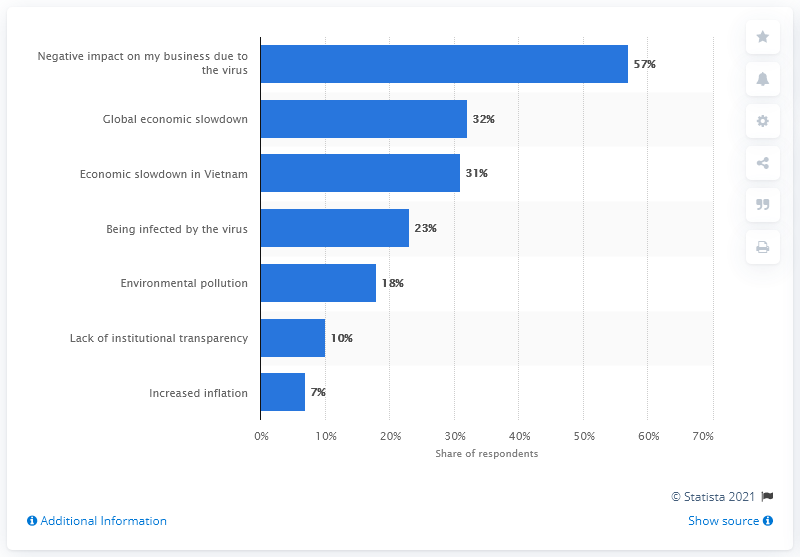 Negative impact on my business due to
the virus
57%
Global economic slowdown
32%
Economic slowdown in Vietnam
31%
Being infected by the virus
23%
Environmental pollution
18%
Lack of institutional transparency
10%
Increased inflation
7%
0% 10% 20% 30% 40% 50% 60% 70%
Share of respondents
© Statista 2021
Additional Information
Show source